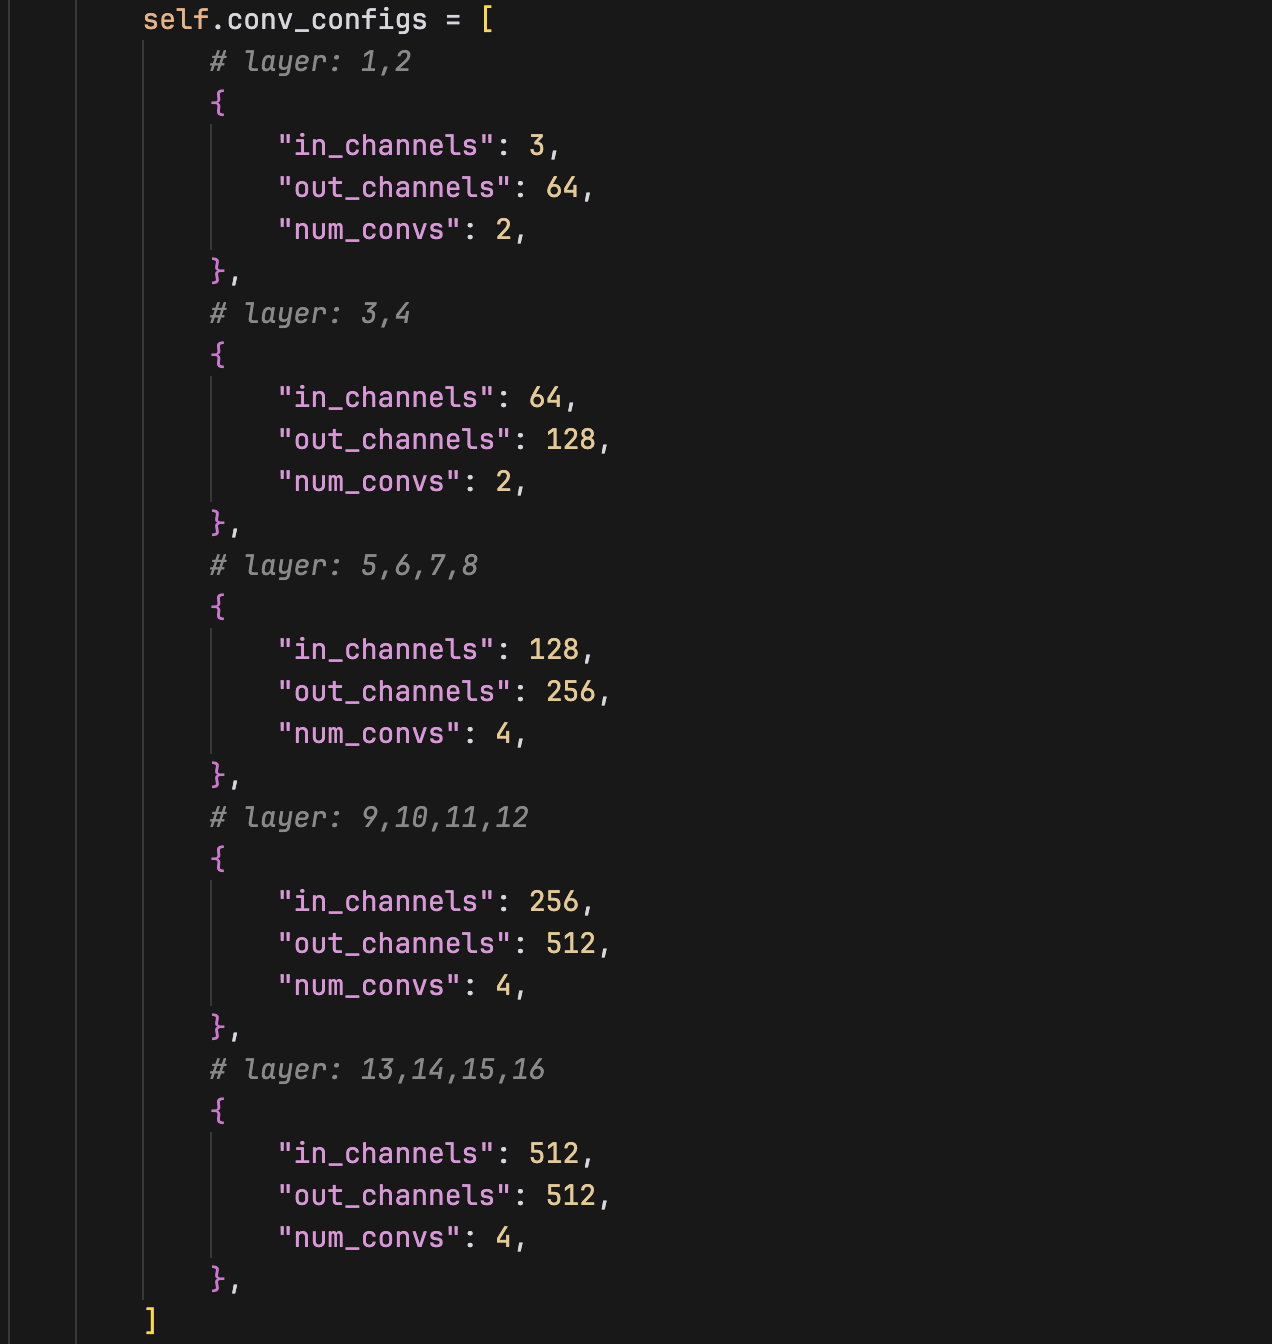 self.conv_configs = [
# layer: 1,2
{
"in_channels": 3,
"out_channels": 64,
"num_convs": 2,
},
# layer: 3,4
{
"in_channels": 64,
"out_channels": 128,
"num_convs": 2,
},
# layer: 5,6,7,8
{
"in_channels": 128,
"out_channels": 256,
"num_convs": 4,
},
# layer: 9,10,11,12
{
"in_channels": 256,
"out_channels": 512,
"num_convs": 4,
},
# layer: 13,14,15,16
{
"in_channels": 512,
"out_channels": 512,
"num_convs": 4,
},
]